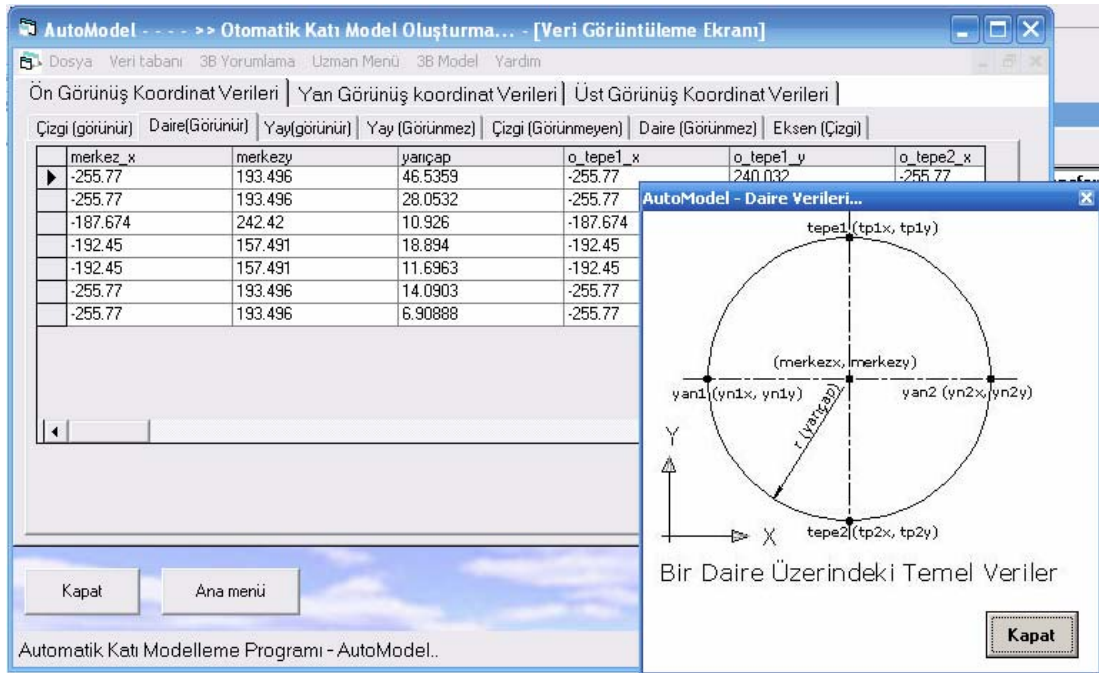 AutoModel - - - - >> Otomatik Katı Model Oluşturma... - [Veri Görüntüleme Ekranı]
Dosya Veri tabanı 3B Yorumlama Uzman Menü 3B Model Yardım
Ön Görünüş Koordinat Verileri Yan Görünüş koordinat Verileri Üst Görünüş Koordinat Verileri
Çizgi (görünür) Daire(Görünür) Yay(görünür) Yay (Görünmez) Çizgi (Görünmeyen) Daire (Görünmez) Eksen (Çizgi)
merkez_x merkezy yarıçap o_tepe1_x o_tepe1_y o_tepe2_x
-255.77 193.496 46.5359 -255.77 240.032 -255.77
-255.77 193.496 28.0532 -255.77
-187.674 242.42 10.926 -187.674
-192.45 157.491 18.894 -192.45
-192.45 157.491 11.6963 -192.45
-255.77 193.496 14.0903 -255.77
-255.77 193.496 6.90888 -255.77
AutoModel - Daire Verileri...
tepe1 (tp1x, tp1y)
(merkezx, merkezy)
yan1 (yn1x, yn1y) yan2 (yn2x, yn2y)
r (yarıçap)
Y
X
tepe2 (tp2x, tp2y)
Bir Daire Üzerindeki Temel Veriler
Kapat
Kapat Ana menü
Automatik Katı Modelleme Programı - AutoModel..